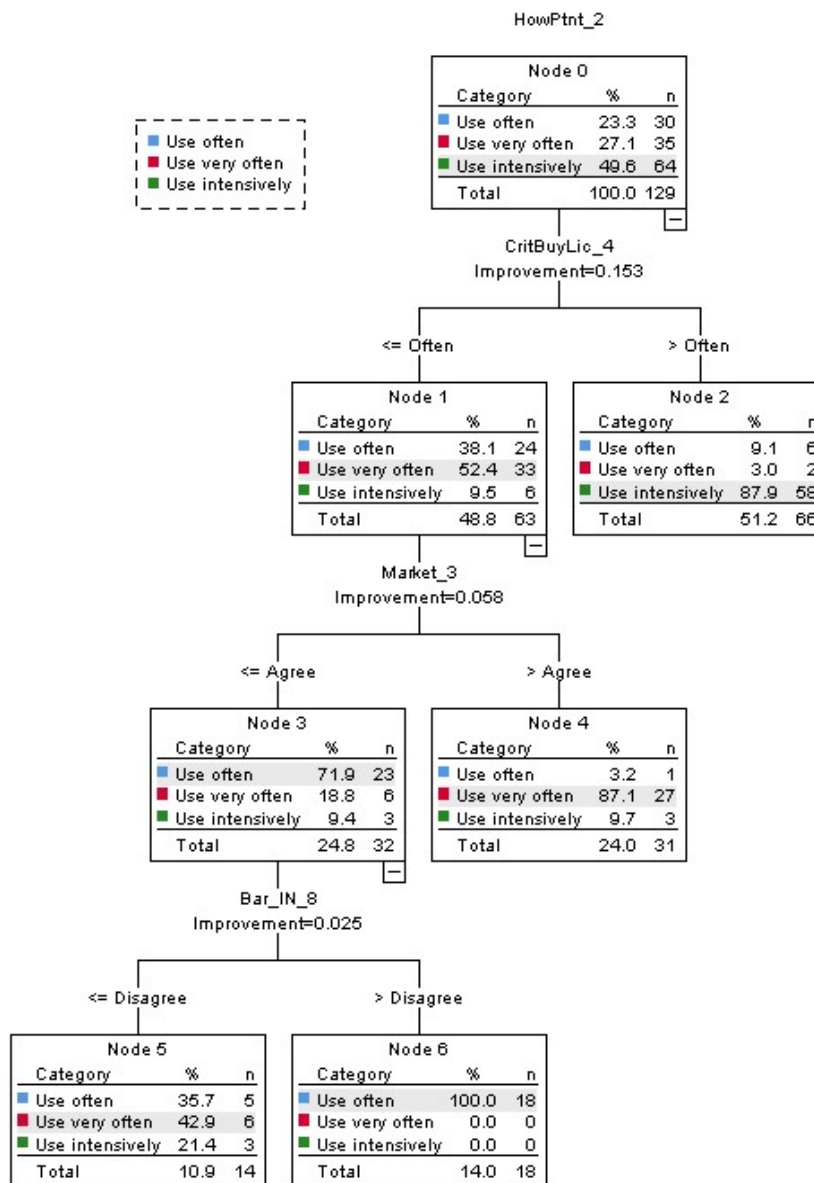 HowPtnt_2
Use often
Use very often
Use intensively
Node 0
Category % n
Use often 23.3 30
Use very often 27.1 35
Use intensively 49.6 64
Total 100.0 129
CritBuyLic_4
Improvement=0.153
<= Often
> Often
Node 1
Category % n
Use often 38.1 24
Use very often 52.4 33
Use intensively 9.5 6
Total 48.8 63
Node 2
Category % n
Use often 9.1 6
Use very often 3.0 2
Use intensively 87.9 58
Total 51.2 66
Market_3
Improvement=0.058
<= Agree
> Agree
Node 3
Category % n
Use often 71.9 23
Use very often 18.8 6
Use intensively 9.4 3
Total 24.8 32
Node 4
Category % n
Use often 3.2 1
Use very often 87.1 27
Use intensively 9.7 3
Total 24.0 31
Bar_IN_8
Improvement=0.025
<= Disagree
> Disagree
Node 5
Category % n
Use often 35.7 5
Use very often 42.9 6
Use intensively 21.4 3
Total 10.9 14
Node 6
Category % n
Use often 100.0 18
Use very often 0.0 0
Use intensively 0.0 0
Total 14.0 18